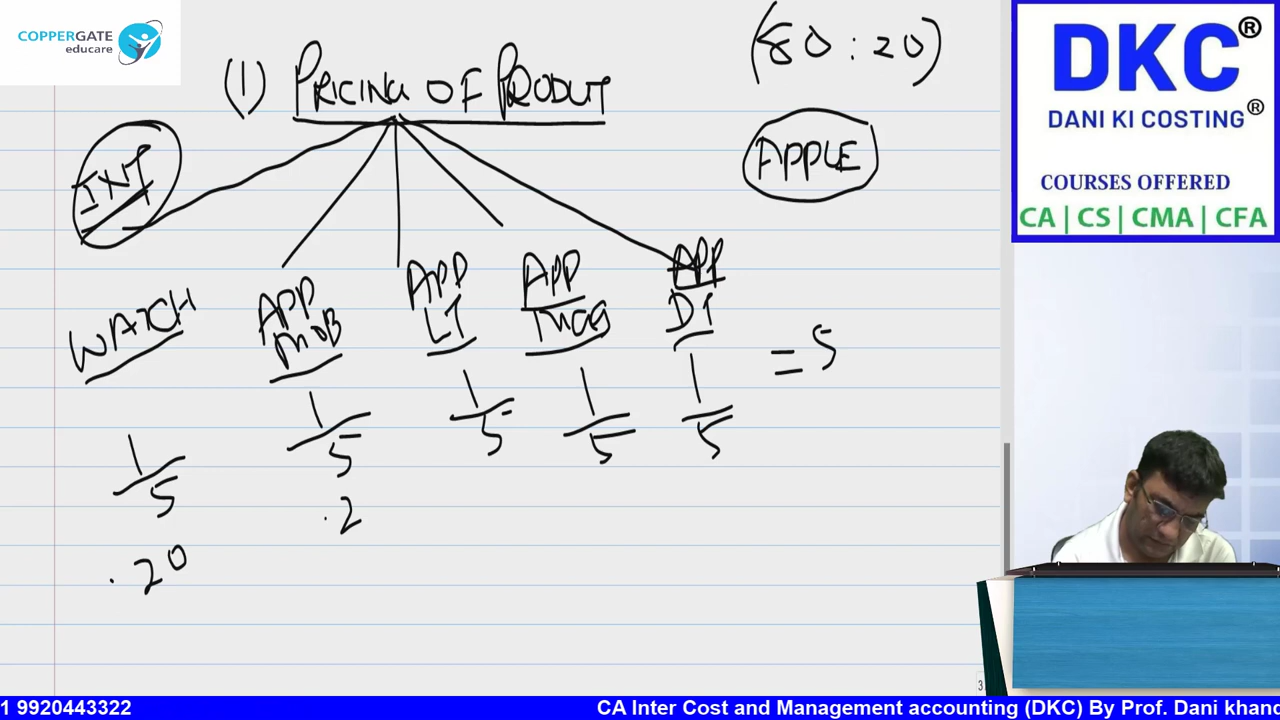 COPPERGATE
educare
(1) PRICING OF PRODUT
(80:20)
APPLE
INT
WATCH
APP
MOB
APP
LT
APP
APP
DT
= 5
1/5
1/5
1/5
1/5
1/5
.20
.2
DKC®
DANI KI COSTING®
COURSES OFFERED
CA | CS | CMA | CFA
3
1 9920443322
CA Inter Cost and Management accounting (DKC) By Prof. Dani khand